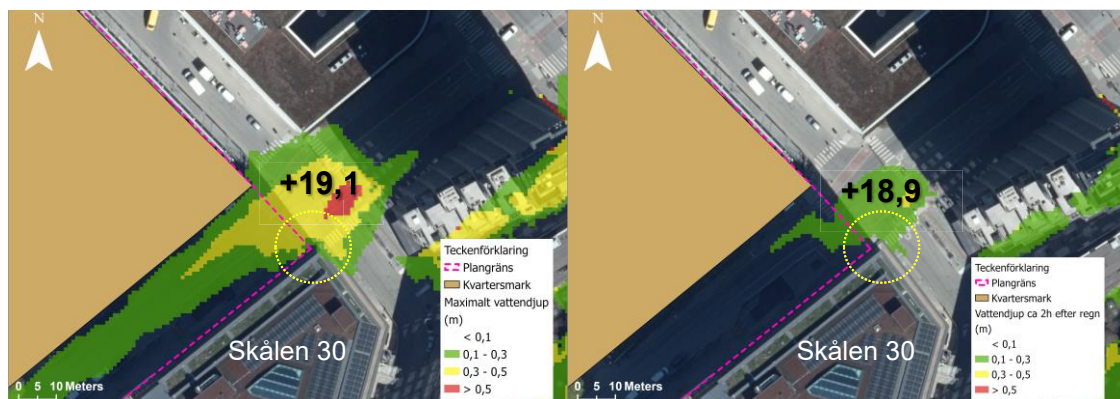 N
+19,1
Skålen 30
0 5 10 Meters
Teckenförklaring
Plangräns
Kvartersmark
Maximalt vattendjup
(m)
< 0,1
0,1 - 0,3
0,3 - 0,5
> 0,5
N
+18,9
Skålen 30
0 5 10 Meters
Teckenförklaring
Plangräns
Kvartersmark
Vattendjup ca 2h efter regn
(m)
< 0,1
0,1 - 0,3
0,3 - 0,5
> 0,5